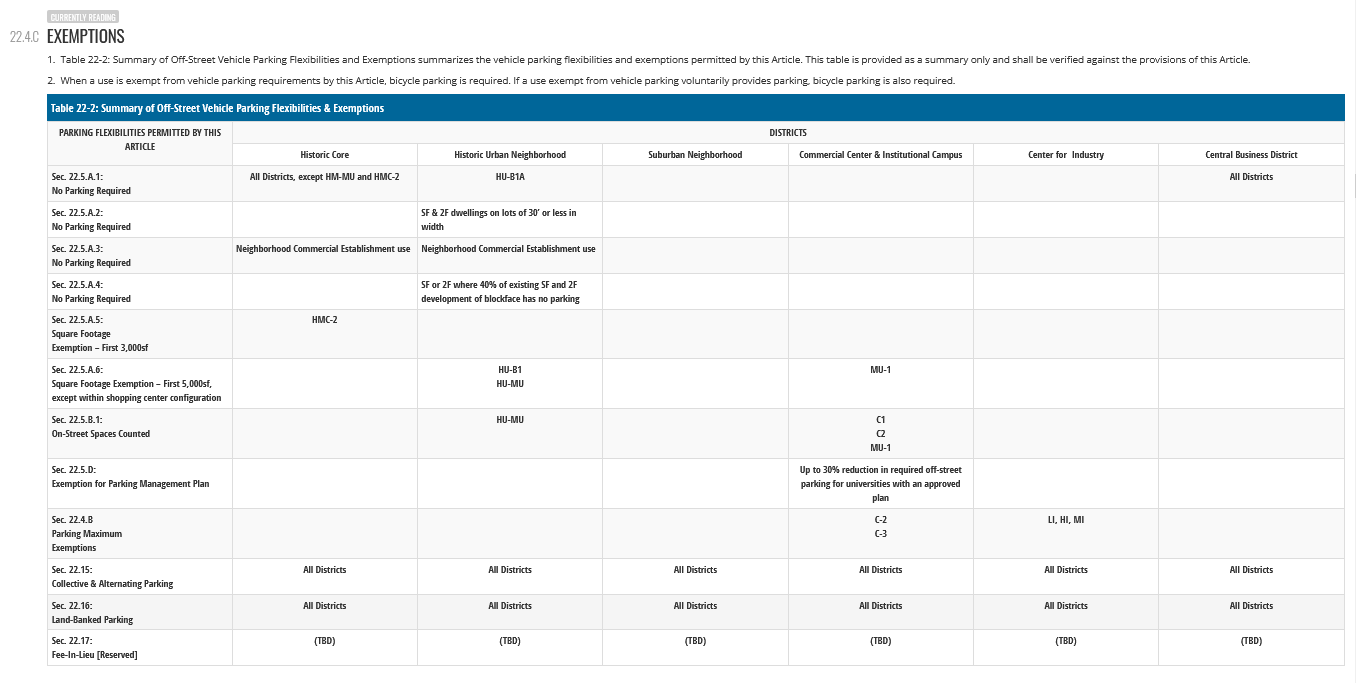 CURRENTLY READING
22.4.C EXEMPTIONS
1. Table 22-2: Summary of Off-Street Vehicle Parking Flexibilities and Exemptions summarizes the vehicle parking flexibilities and exemptions permitted by this Article. This table is provided as a summary only and shall be verified against the provisions of this Article.
2. When a use is exempt from vehicle parking requirements by this Article, bicycle parking is required. If a use exempt from vehicle parking voluntarily provides parking, bicycle parking is also required.
Table 22-2: Summary of Off-Street Vehicle Parking Flexibilities & Exemptions
PARKING FLEXIBILITIES PERMITTED BY THIS
ARTICLE
DISTRICTS
Historic Core
Historic Urban Neighborhood
Suburban Neighborhood
Commercial Center & Institutional Campus
Center for Industry
Central Business District
Sec. 22.5.A.1:
No Parking Required
All Districts, except HM-MU and HMC-2
HU-B1A
All Districts
Sec. 22.5.A.2:
No Parking Required
SF & 2F dwellings on lots of 30' or less in
width
Sec. 22.5.A.3:
No Parking Required
Neighborhood Commercial Establishment use
Neighborhood Commercial Establishment use
Sec. 22.5.A.4:
No Parking Required
SF or 2F where 40% of existing SF and 2F
development of blockface has no parking
Sec. 22.5.A.5:
Square Footage
Exemption – First 3,000sf
HMC-2
Sec. 22.5.A.6:
Square Footage Exemption – First 5,000sf,
except within shopping center configuration
HU-B1
HU-MU
MU-1
Sec. 22.5.B.1:
On-Street Spaces Counted
HU-MU
C1
C2
MU-1
Sec. 22.5.D:
Exemption for Parking Management Plan
Up to 30% reduction in required off-street
parking for universities with an approved
plan
Sec. 22.4.B
Parking Maximum
Exemptions
C-2
C-3
LI, HI, MI
Sec. 22.15:
Collective & Alternating Parking
All Districts
All Districts
All Districts
All Districts
All Districts
All Districts
Sec. 22.16:
Land-Banked Parking
All Districts
All Districts
All Districts
All Districts
All Districts
All Districts
Sec. 22.17:
Fee-In-Lieu [Reserved]
(TBD)
(TBD)
(TBD)
(TBD)
(TBD)
(TBD)